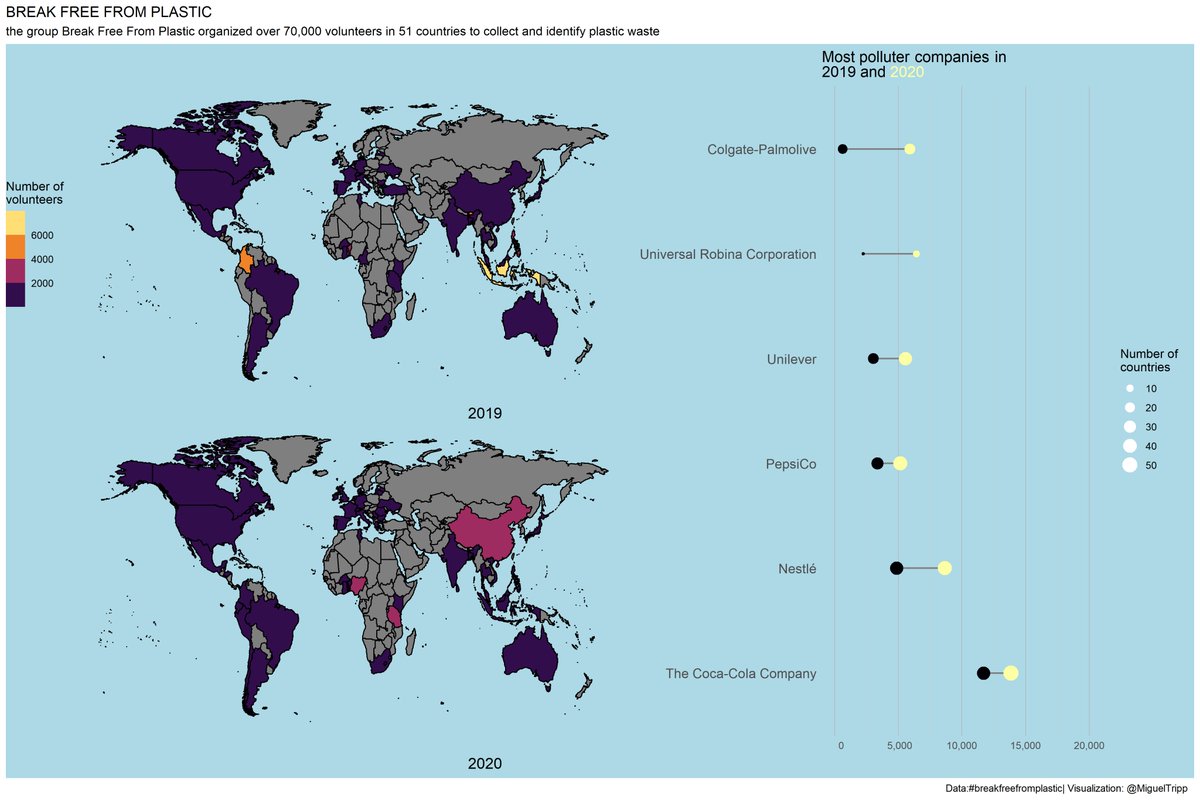 BREAK FREE FROM PLASTIC
the group Break Free From Plastic organized over 70,000 volunteers in 51 countries to collect and identify plastic waste
Number of
volunteers
6000
4000
2000
2019
2020
Most polluter companies in
2019 and 2020
Colgate-Palmolive
Universal Robina Corporation
Unilever
PepsiCo
Nestlé
The Coca-Cola Company
0
5,000
10,000
15,000
20,000
Number of
countries
10
20
30
40
50
Data:#breakfreefromplastic| Visualization: @MiguelTripp